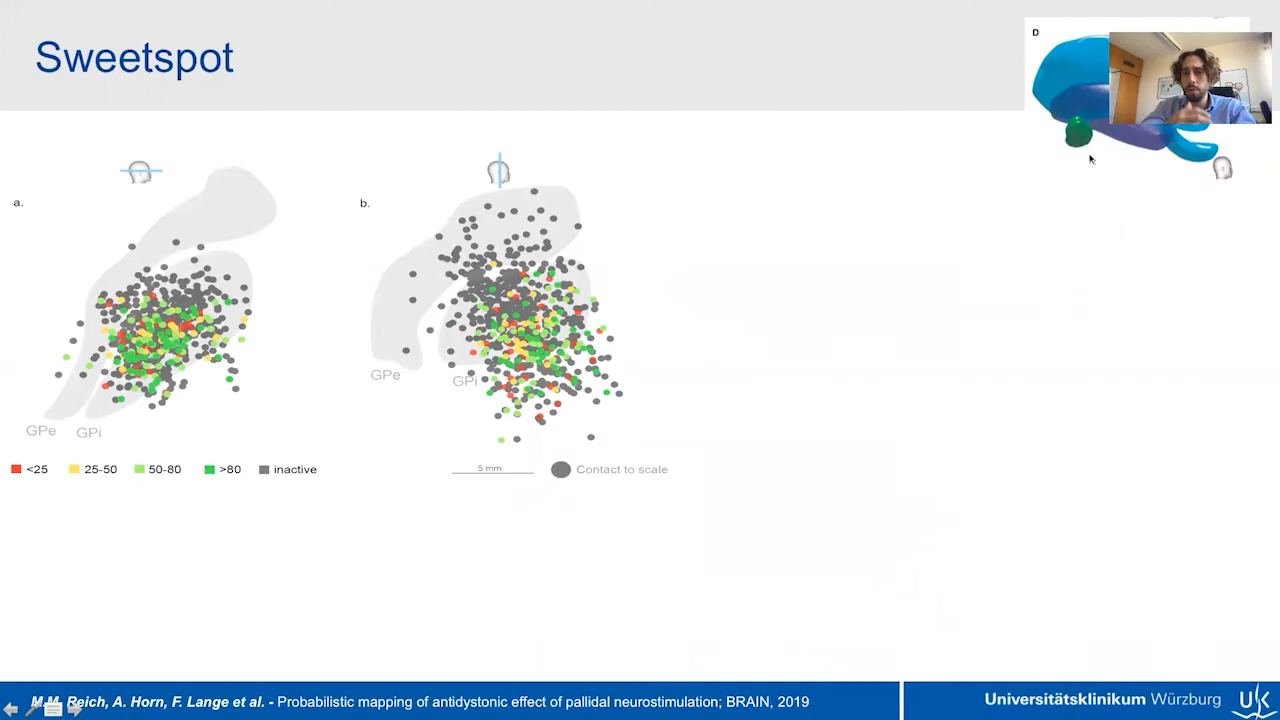 Sweetspot
D
a.
b.
GPe
GPi
GPe
GPi
<25
25-50
50-80
>80
inactive
5 mm
Contact to scale
M.M. Reich, A. Horn, F. Lange et al. - Probabilistic mapping of antidystonic effect of pallidal neurostimulation; BRAIN, 2019
Universitätsklinikum Würzburg
UK